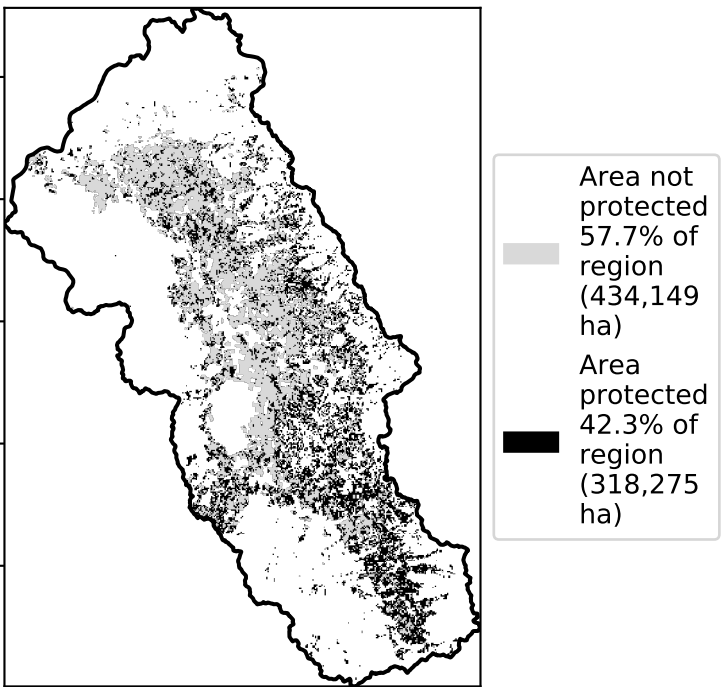 Area not
protected
57.7% of
region
(434,149
ha)
Area
protected
42.3% of
region
(318,275
ha)